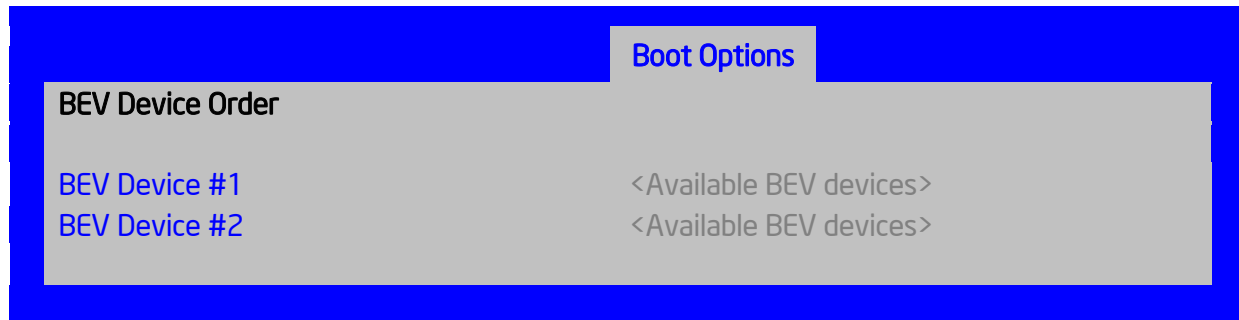 Boot Options
BEV Device Order
BEV Device #1 <Available BEV devices>
BEV Device #2 <Available BEV devices>